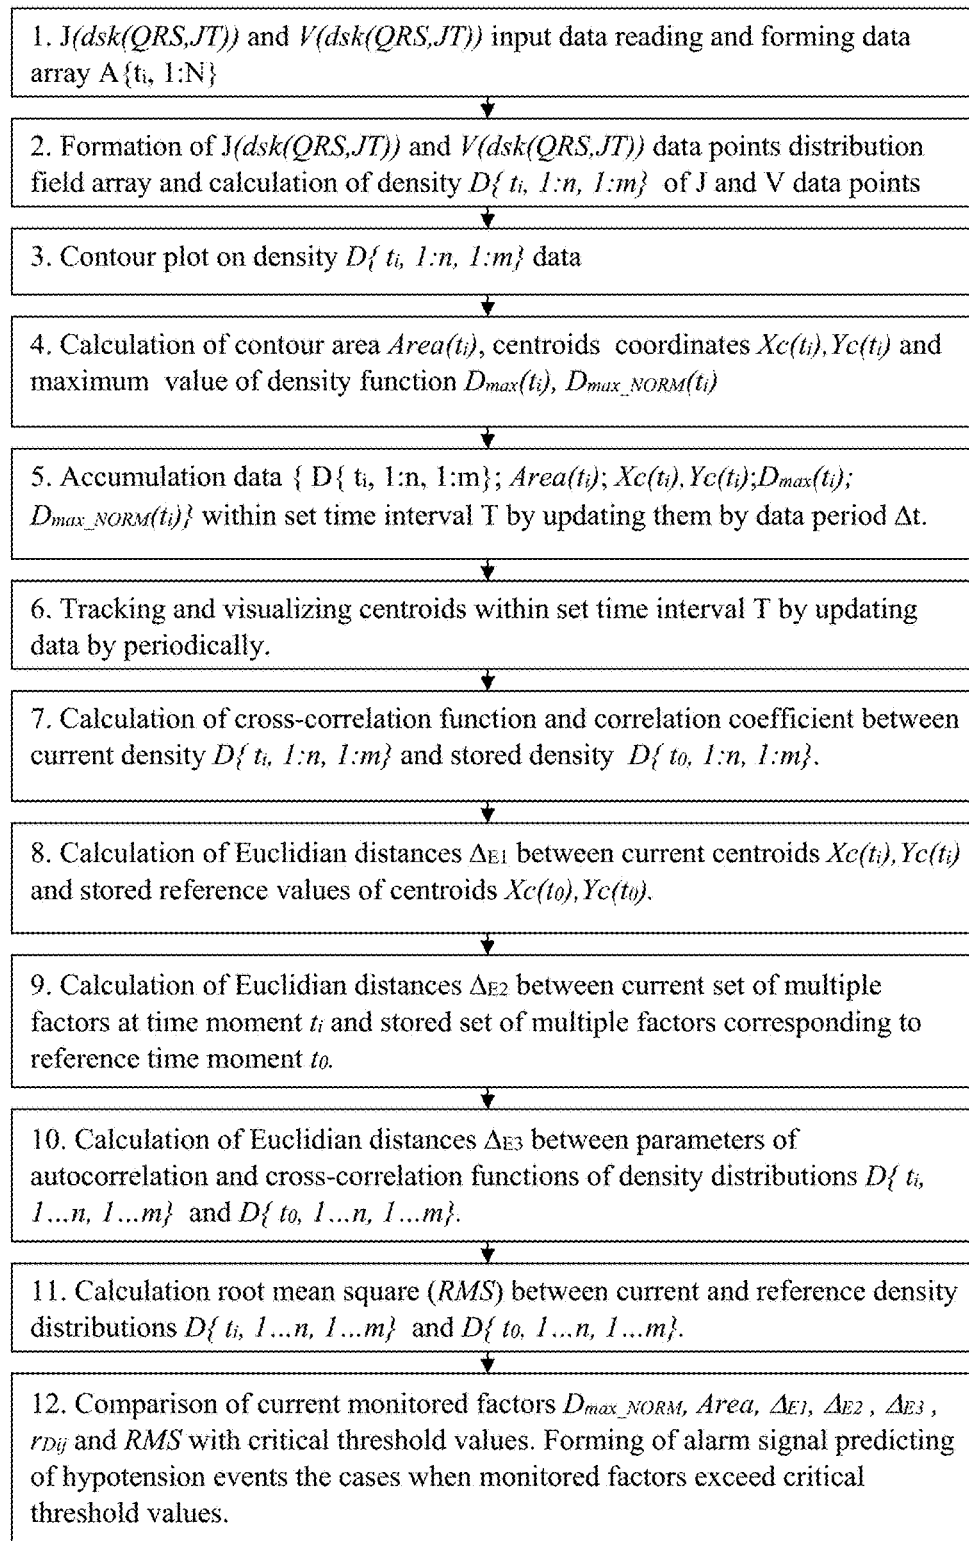 1. J(dsk(QRS,JT)) and V(dsk(QRS,JT)) input data reading and forming data
array A{tᵢ, 1:N}
2. Formation of J(dsk(QRS,JT)) and V(dsk(QRS,JT)) data points distribution
field array and calculation of density D{ tᵢ, 1:n, 1:m} of J and V data points
3. Contour plot on density D{ tᵢ, 1:n, 1:m} data
4. Calculation of contour area Area(tᵢ), centroids coordinates Xc(tᵢ),Yc(tᵢ) and
maximum value of density function Dmax(tᵢ), Dmax_NORM(tᵢ)
5. Accumulation data { D{ tᵢ, 1:n, 1:m}; Area(tᵢ); Xc(tᵢ),Yc(tᵢ);Dmax(tᵢ);
Dmax_NORM(tᵢ)} within set time interval T by updating them by data period Δt.
6. Tracking and visualizing centroids within set time interval T by updating
data by periodically.
7. Calculation of cross-correlation function and correlation coefficient between
current density D{ tᵢ, 1:n, 1:m} and stored density D{ t₀, 1:n, 1:m}.
8. Calculation of Euclidian distances ΔE1 between current centroids Xc(tᵢ),Yc(tᵢ)
and stored reference values of centroids Xc(t₀),Yc(t₀).
9. Calculation of Euclidian distances ΔE2 between current set of multiple
factors at time moment tᵢ and stored set of multiple factors corresponding to
reference time moment t₀.
10. Calculation of Euclidian distances ΔE3 between parameters of
autocorrelation and cross-correlation functions of density distributions D{ tᵢ,
1...n, 1...m} and D{ t₀, 1...n, 1...m}.
11. Calculation root mean square (RMS) between current and reference density
distributions D{ tᵢ, 1...n, 1...m} and D{ t₀, 1...n, 1...m}.
12. Comparison of current monitored factors Dmax_NORM, Area, ΔE1, ΔE2 , ΔE3 ,
rDij and RMS with critical threshold values. Forming of alarm signal predicting
of hypotension events the cases when monitored factors exceed critical
threshold values.